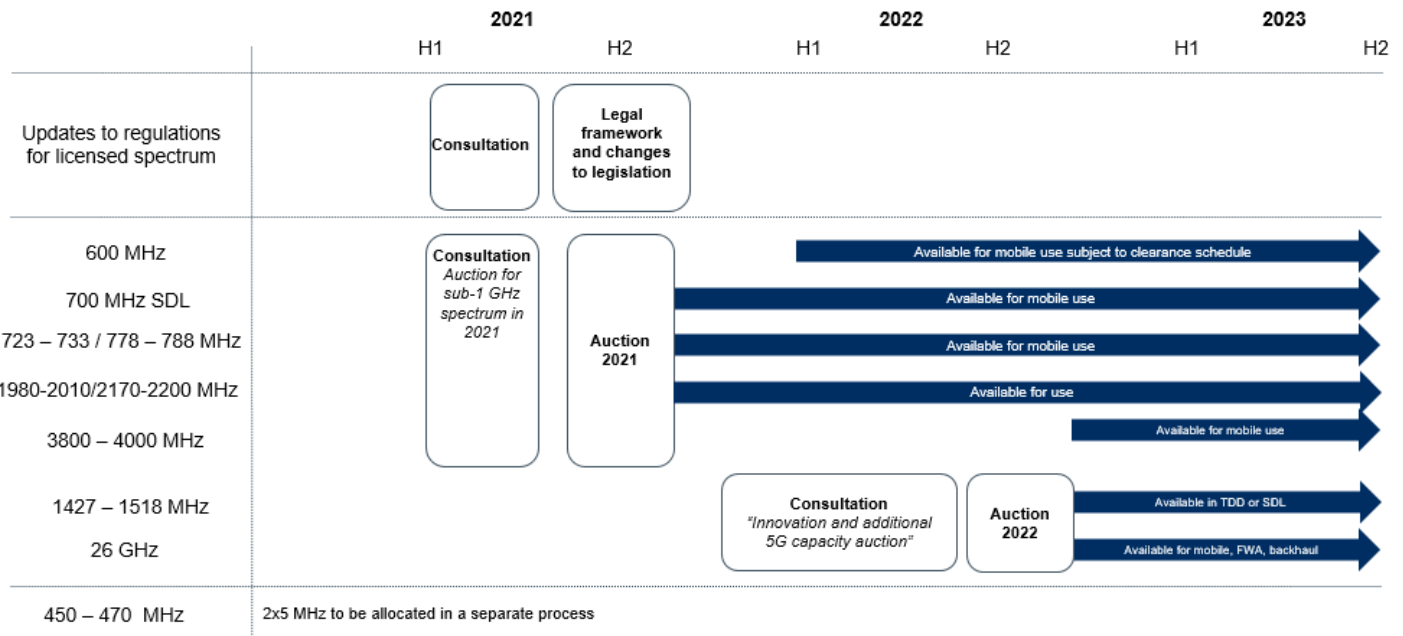 2021 2022 2023
H1 H2 H1 H2 H1 H2
Updates to regulations
for licensed spectrum
Consultation
Legal
framework
and changes
to legislation
600 MHz
700 MHz SDL
723 – 733 / 778 – 788 MHz
1980-2010/2170-2200 MHz
3800 – 4000 MHz
Consultation
Auction for
sub-1 GHz
spectrum in
2021
Auction
2021
Available for mobile use subject to clearance schedule
Available for mobile use
Available for mobile use
Available for use
Available for mobile use
1427 – 1518 MHz
26 GHz
Consultation
"Innovation and additional
5G capacity auction"
Auction
2022
Available in TDD or SDL
Available for mobile, FWA, backhaul
450 – 470 MHz
2x5 MHz to be allocated in a separate process